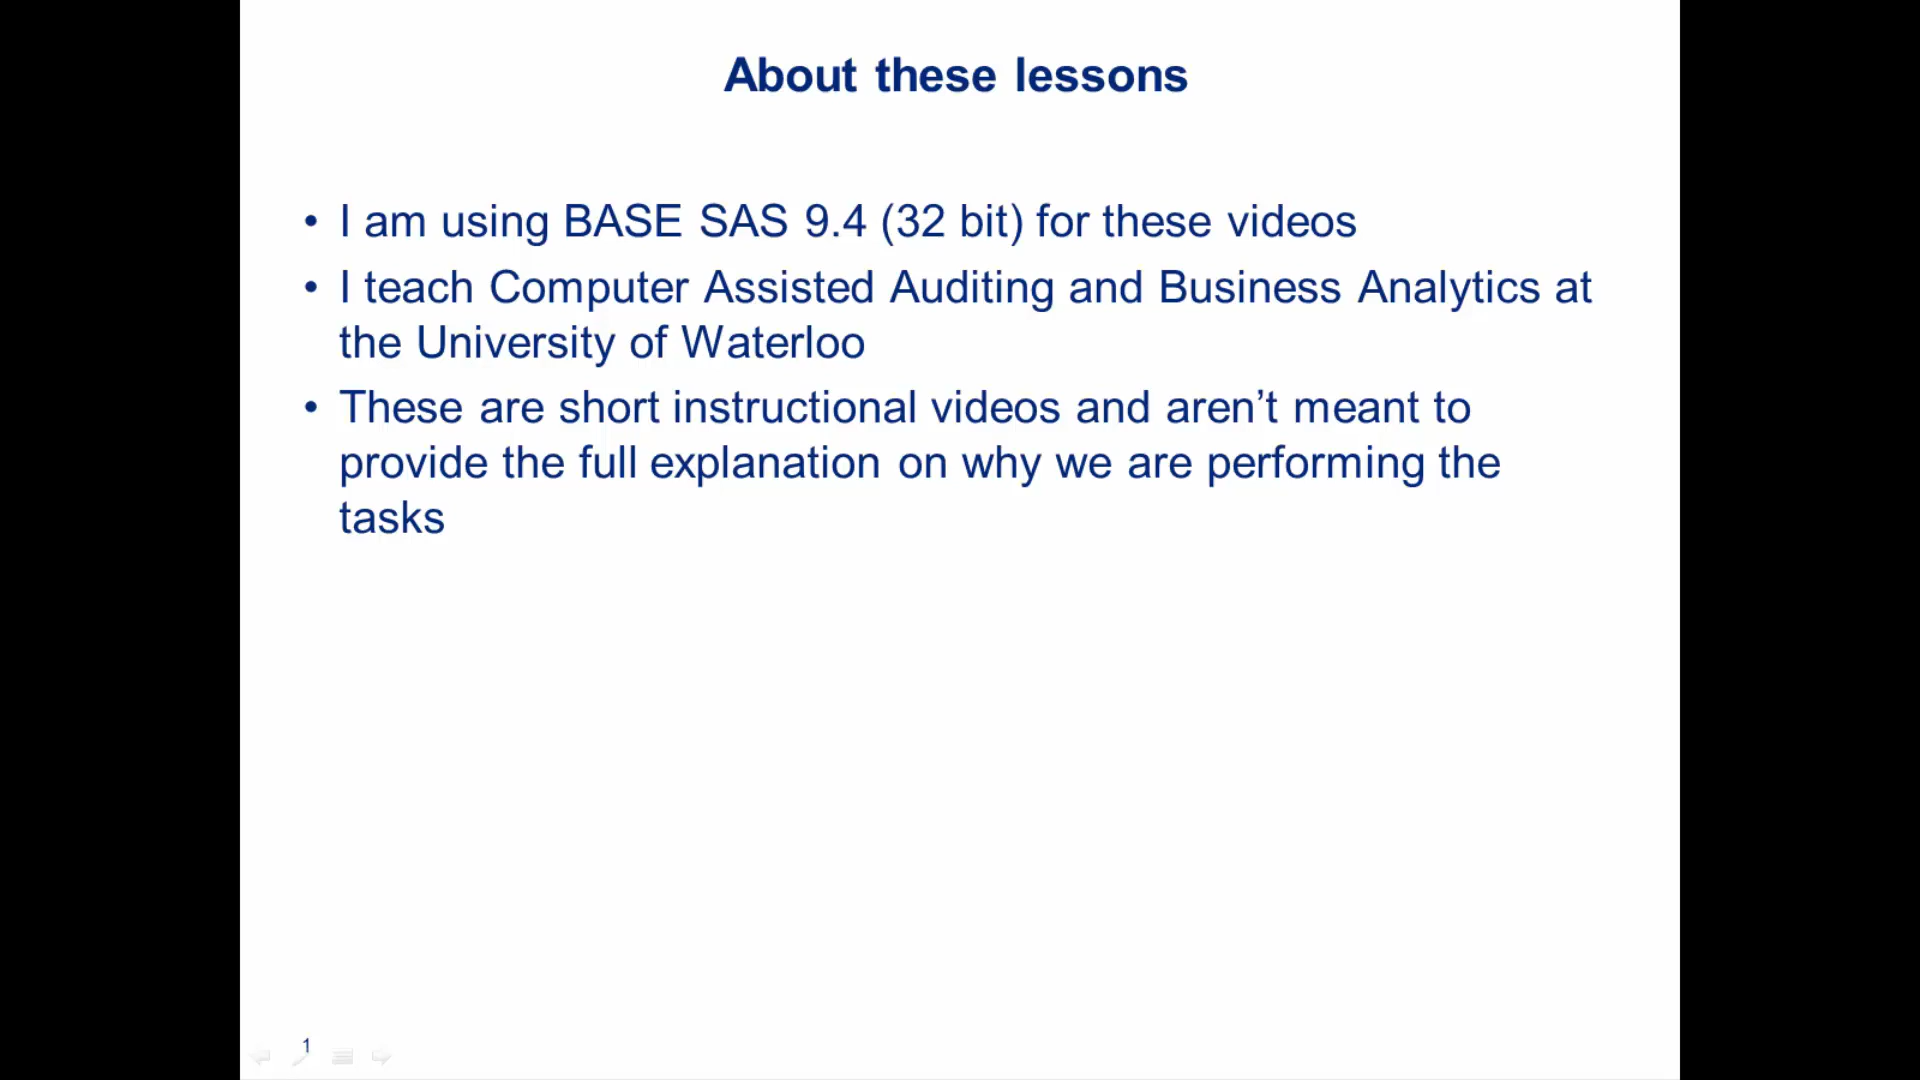 About these lessons
• I am using BASE SAS 9.4 (32 bit) for these videos
• I teach Computer Assisted Auditing and Business Analytics at
the University of Waterloo
• These are short instructional videos and aren’t meant to
provide the full explanation on why we are performing the
tasks
1